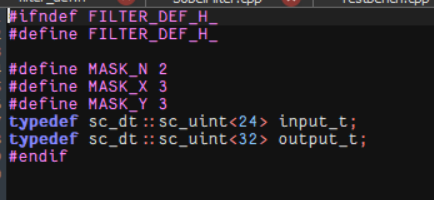 #ifndef FILTER_DEF_H_
#define FILTER_DEF_H_
#define MASK_N 2
#define MASK_X 3
#define MASK_Y 3
typedef sc_dt::sc_uint<24> input_t;
typedef sc_dt::sc_uint<32> output_t;
#endif